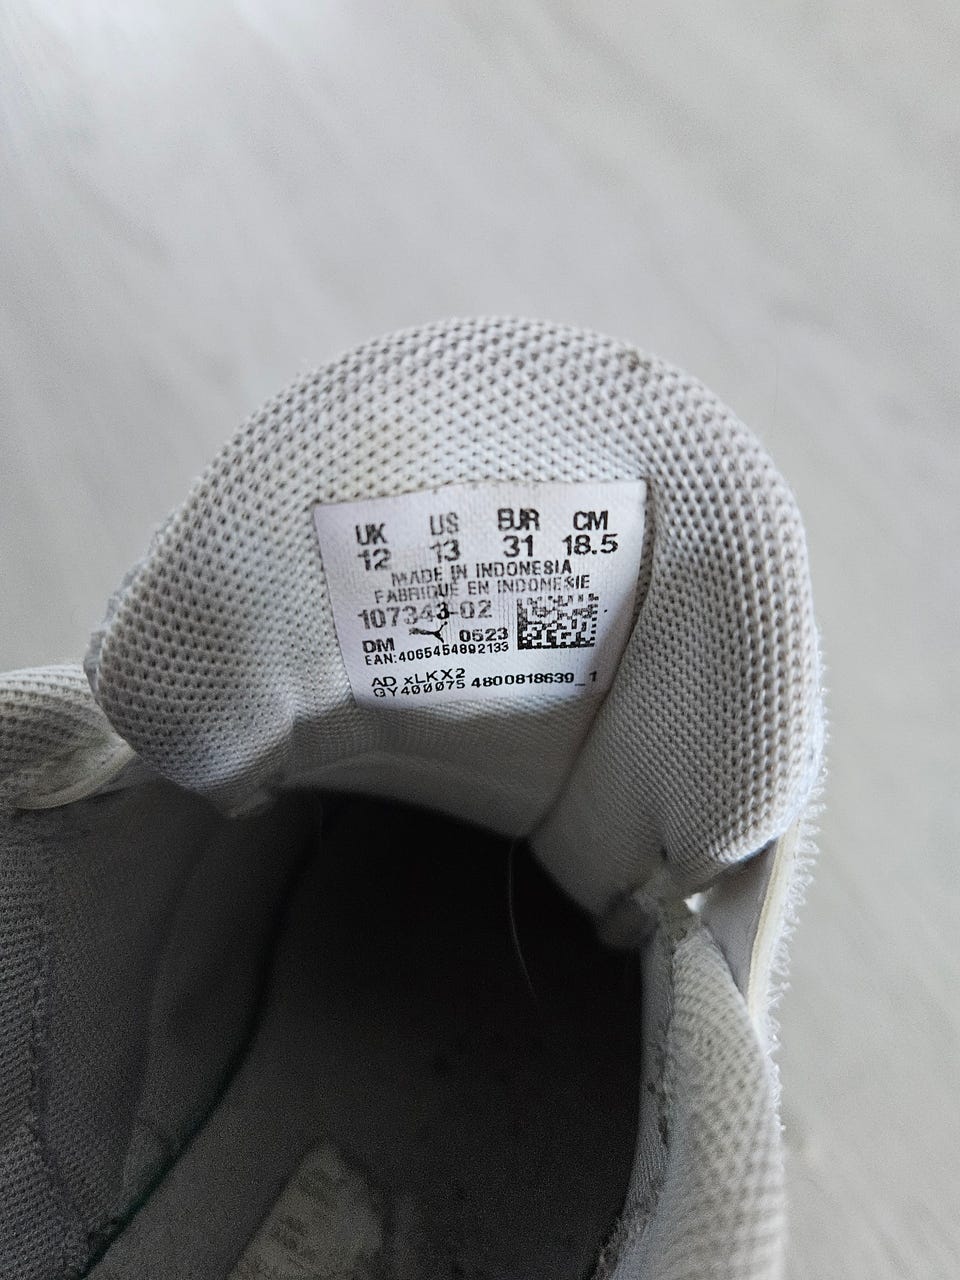 UK US EUR CM
12 13 31 18.5
MADE IN INDONESIA
FABRIQUE EN INDONESIE
107343-02
DM 0523
EAN:4065454892133
AD xLKX2
GY400075 4800818639_1